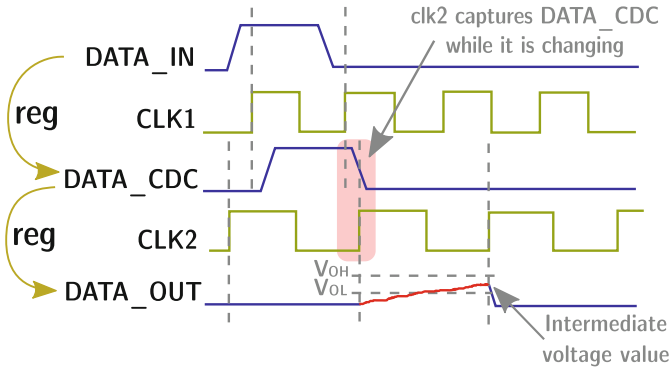 clk2 captures DATA_CDC
while it is changing
DATA_IN
reg
CLK1
DATA_CDC
reg
CLK2
VOH
VOL
DATA_OUT
Intermediate
voltage value